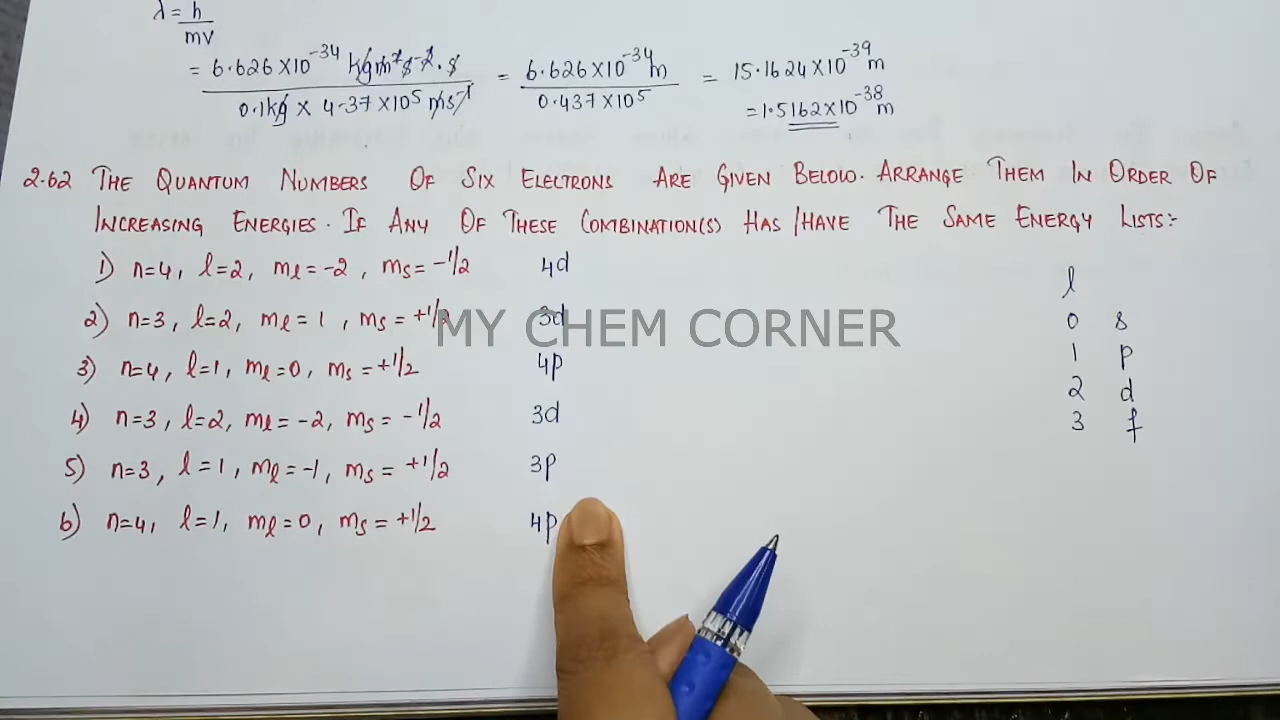 λ = h
mv
= 6.626×10⁻³⁴ kgm²s⁻².s = 6.626×10⁻³⁴m = 15.1624×10⁻³⁹m
0.1kg × 4.37×10⁵ ms⁻¹ 0.437×10⁵ = 1.5162×10⁻³⁸m
2.62 THE QUANTUM NUMBERS OF SIX ELECTRONS ARE GIVEN BELOW. ARRANGE THEM IN ORDER OF
INCREASING ENERGIES. IF ANY OF THESE COMBINATION(S) HAS/HAVE THE SAME ENERGY LISTS:-
1) n=4, l=2, ml=-2, ms=-1/2 4d
2) n=3, l=2, ml=1, ms=+1/2 3d
3) n=4, l=1, ml=0, ms=+1/2 4p
4) n=3, l=2, ml=-2, ms=-1/2 3d
5) n=3, l=1, ml=-1, ms=+1/2 3p
6) n=4, l=1, ml=0, ms=+1/2 4p
l
0 s
1 p
2 d
3 f
MY CHEM CORNER